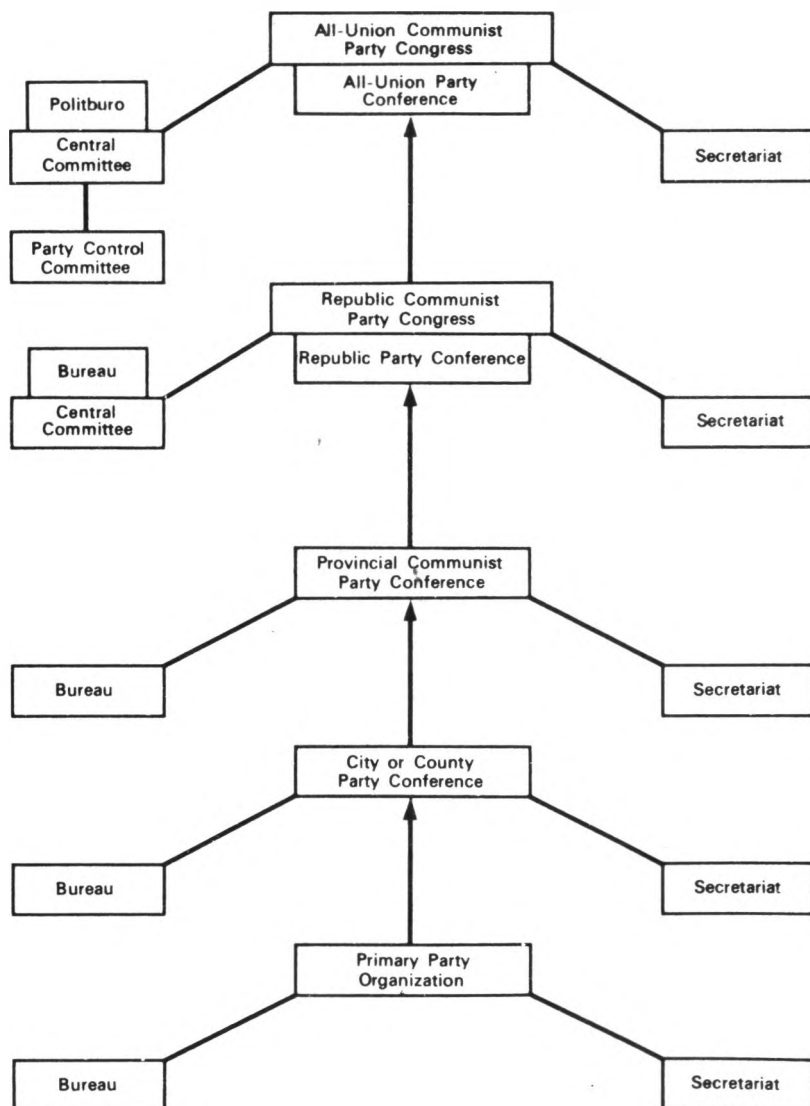 All-Union Communist
Party Congress
All-Union Party
Conference
Politburo
Central
Committee
Secretariat
Party Control
Committee
Republic Communist
Party Congress
Republic Party Conference
Bureau
Central
Committee
Secretariat
Provincial Communist
Party Conference
Bureau
Secretariat
City or County
Party Conference
Bureau
Secretariat
Primary Party
Organization
Bureau
Secretariat